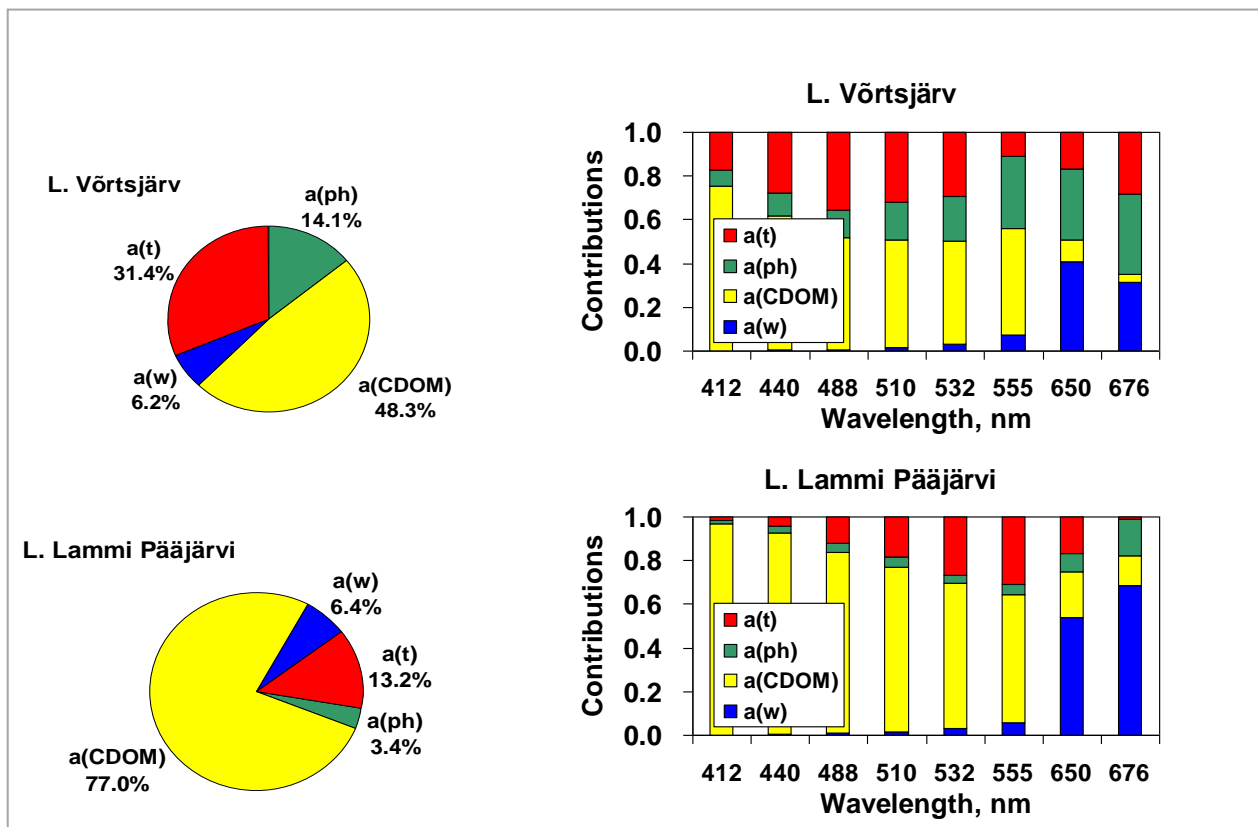 L. Võrtsjärv
a(ph)
14.1%
a(t)
31.4%
a(w)
6.2%
a(CDOM)
48.3%
L. Võrtsjärv
Contributions
1.0
0.8
0.6
0.4
0.2
0.0
a(t)
a(ph)
a(CDOM)
a(w)
412 440 488 510 532 555 650 676
Wavelength, nm
L. Lammi Pääjärvi
a(w)
6.4%
a(t)
13.2%
a(ph)
3.4%
a(CDOM)
77.0%
L. Lammi Pääjärvi
Contributions
1.0
0.8
0.6
0.4
0.2
0.0
a(t)
a(ph)
a(CDOM)
a(w)
412 440 488 510 532 555 650 676
Wavelength, nm